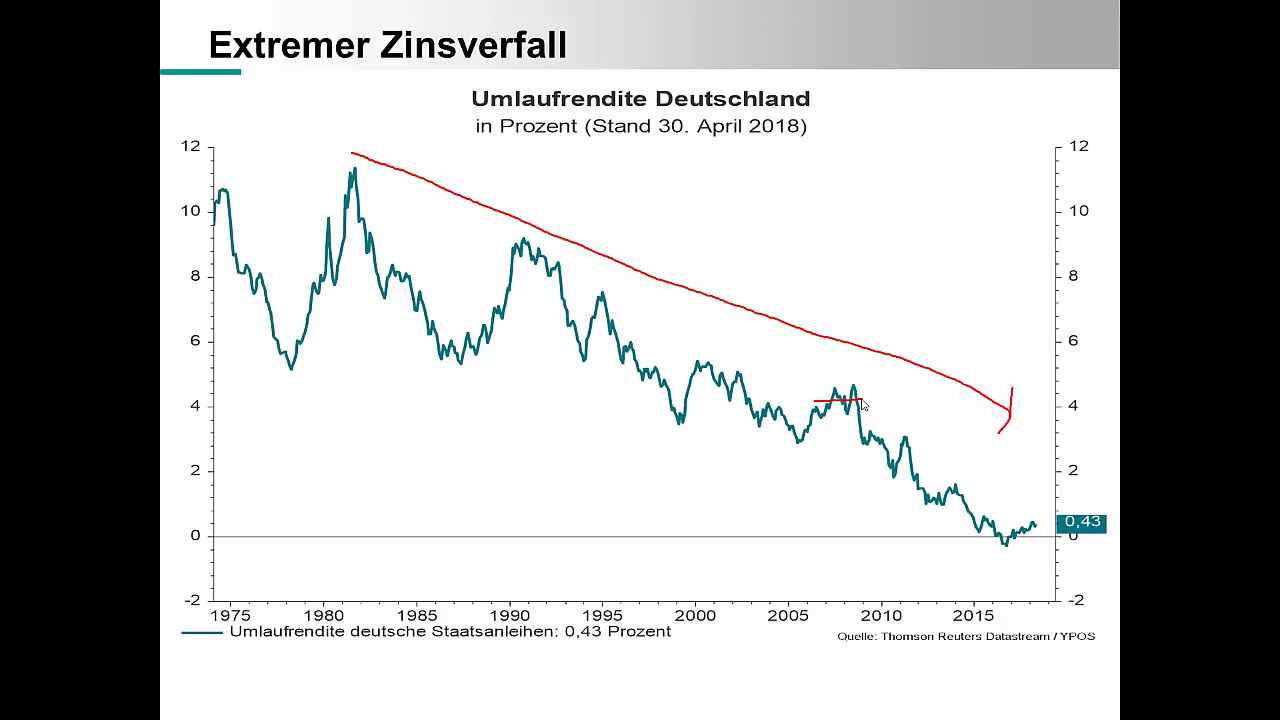 Extremer Zinsverfall
Umlaufrendite Deutschland
in Prozent (Stand 30. April 2018)
12 12
10 10
8 8
6 6
4 4
2 2
0,43
0 0
-2 -2
1975 1980 1985 1990 1995 2000 2005 2010 2015
Umlaufrendite deutsche Staatsanleihen: 0,43 Prozent
Quelle: Thomson Reuters Datastream / YPOS